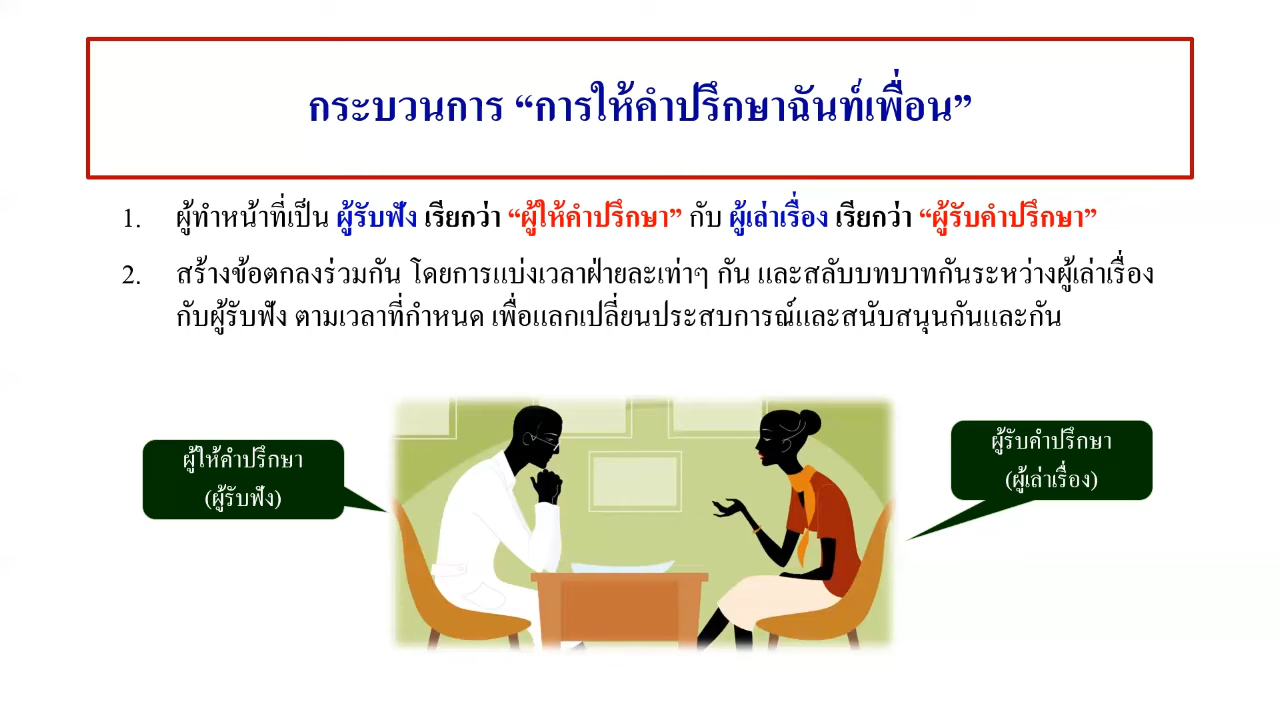 กระบวนการ “การให้คำปรึกษาฉันท์เพื่อน”
1. ผู้ทำหน้าที่เป็น ผู้รับฟัง เรียกว่า “ผู้ให้คำปรึกษา” กับ ผู้เล่าเรื่อง เรียกว่า “ผู้รับคำปรึกษา”
2. สร้างข้อตกลงร่วมกัน โดยการแบ่งเวลาฝ่ายละเท่าๆ กัน และสลับบทบาทกันระหว่างผู้เล่าเรื่อง
กับผู้รับฟัง ตามเวลาที่กำหนด เพื่อแลกเปลี่ยนประสบการณ์และสนับสนุนกันและกัน
ผู้ให้คำปรึกษา
(ผู้รับฟัง)
ผู้รับคำปรึกษา
(ผู้เล่าเรื่อง)